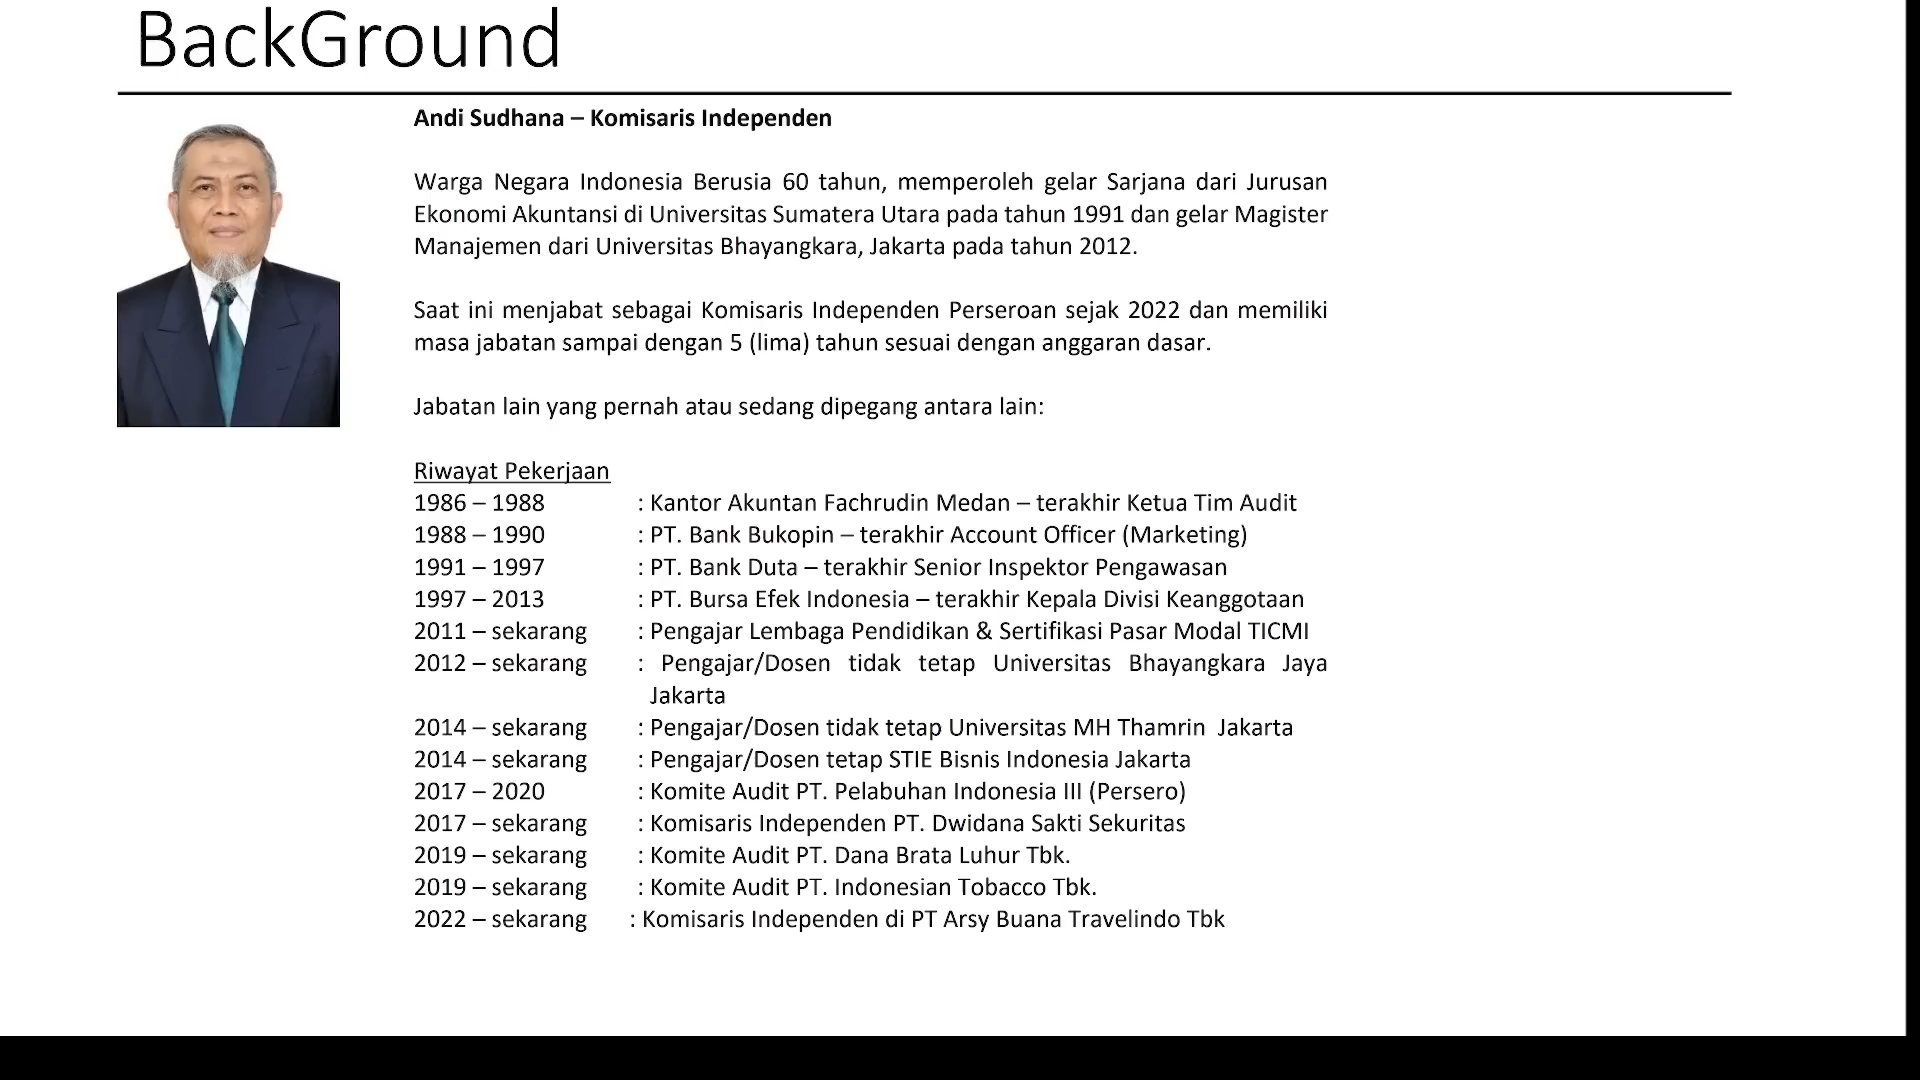 BackGround
Andi Sudhana – Komisaris Independen
Warga Negara Indonesia Berusia 60 tahun, memperoleh gelar Sarjana dari Jurusan
Ekonomi Akuntansi di Universitas Sumatera Utara pada tahun 1991 dan gelar Magister
Manajemen dari Universitas Bhayangkara, Jakarta pada tahun 2012.
Saat ini menjabat sebagai Komisaris Independen Perseroan sejak 2022 dan memiliki
masa jabatan sampai dengan 5 (lima) tahun sesuai dengan anggaran dasar.
Jabatan lain yang pernah atau sedang dipegang antara lain:
Riwayat Pekerjaan
1986 – 1988 : Kantor Akuntan Fachrudin Medan – terakhir Ketua Tim Audit
1988 – 1990 : PT. Bank Bukopin – terakhir Account Officer (Marketing)
1991 – 1997 : PT. Bank Duta – terakhir Senior Inspektor Pengawasan
1997 – 2013 : PT. Bursa Efek Indonesia – terakhir Kepala Divisi Keanggotaan
2011 – sekarang : Pengajar Lembaga Pendidikan & Sertifikasi Pasar Modal TICMI
2012 – sekarang : Pengajar/Dosen tidak tetap Universitas Bhayangkara Jaya
Jakarta
2014 – sekarang : Pengajar/Dosen tidak tetap Universitas MH Thamrin Jakarta
2014 – sekarang : Pengajar/Dosen tetap STIE Bisnis Indonesia Jakarta
2017 – 2020 : Komite Audit PT. Pelabuhan Indonesia III (Persero)
2017 – sekarang : Komisaris Independen PT. Dwidana Sakti Sekuritas
2019 – sekarang : Komite Audit PT. Dana Brata Luhur Tbk.
2019 – sekarang : Komite Audit PT. Indonesian Tobacco Tbk.
2022 – sekarang : Komisaris Independen di PT Arsy Buana Travelindo Tbk